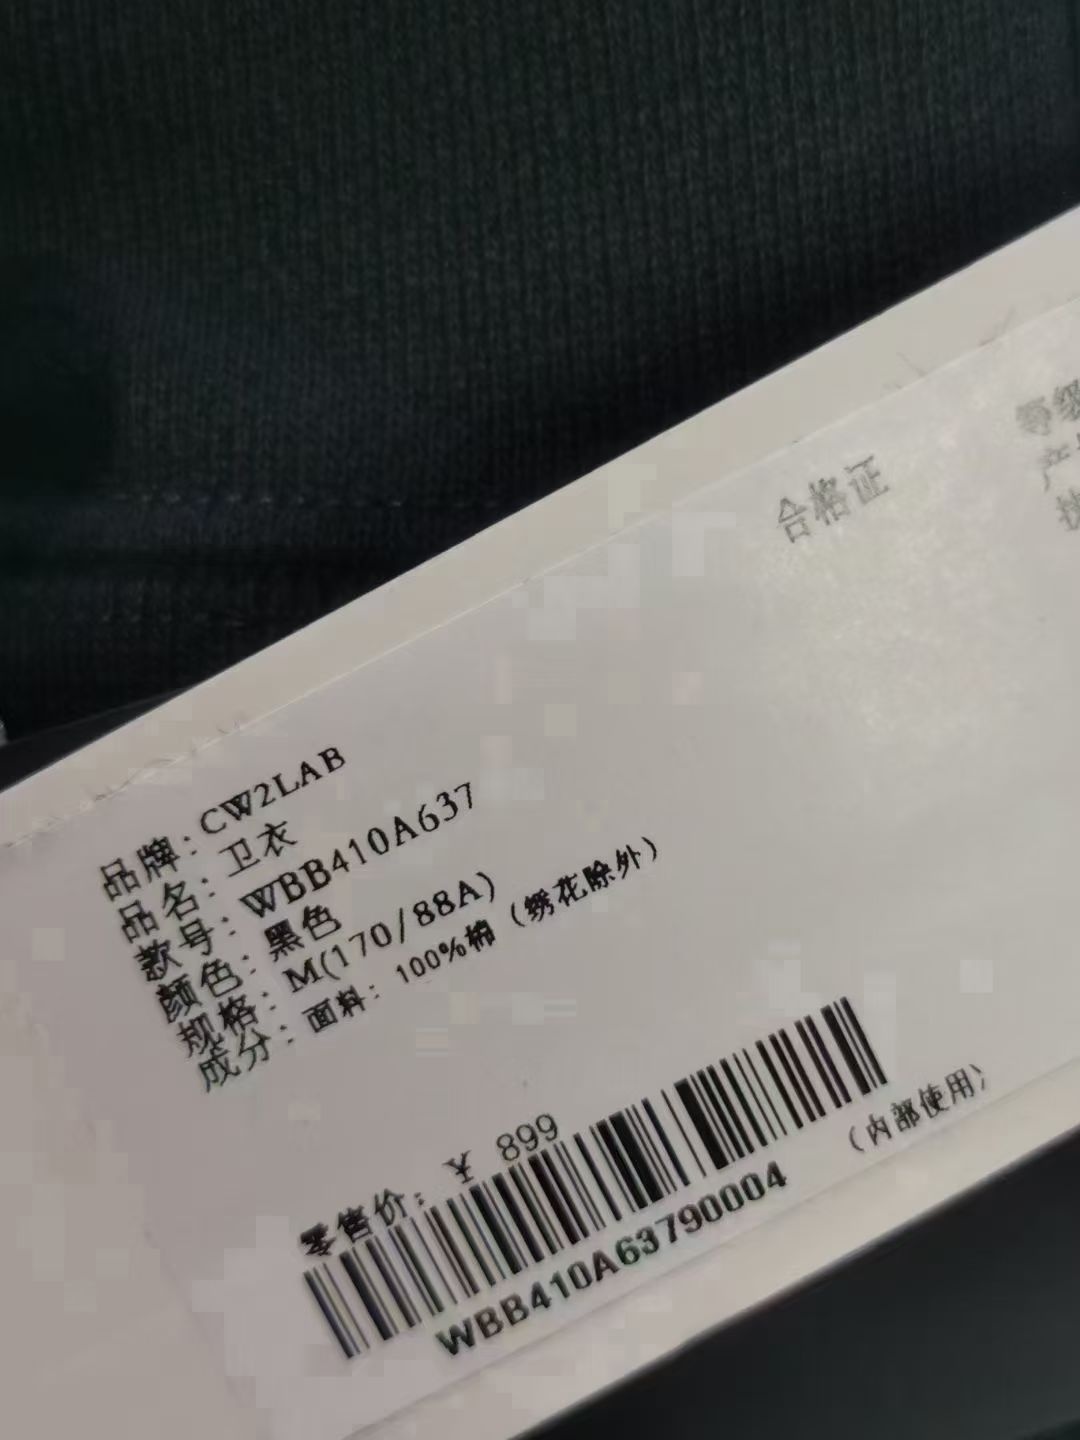 合格证
等级
品牌：CW2LAB
品名：卫衣
款号：WBB410A637
颜色：黑色
规格：M(170/88A)
成分：面料：100%棉（绣花除外）
零售价：¥ 899
WBB410A63790004
（内部使用）